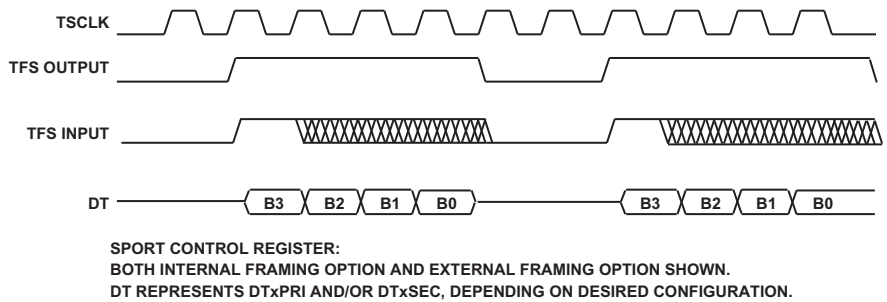 TSCLK
TFS OUTPUT
TFS INPUT
DT B3 B2 B1 B0 B3 B2 B1 B0
SPORT CONTROL REGISTER:
BOTH INTERNAL FRAMING OPTION AND EXTERNAL FRAMING OPTION SHOWN.
DT REPRESENTS DTxPRI AND/OR DTxSEC, DEPENDING ON DESIRED CONFIGURATION.